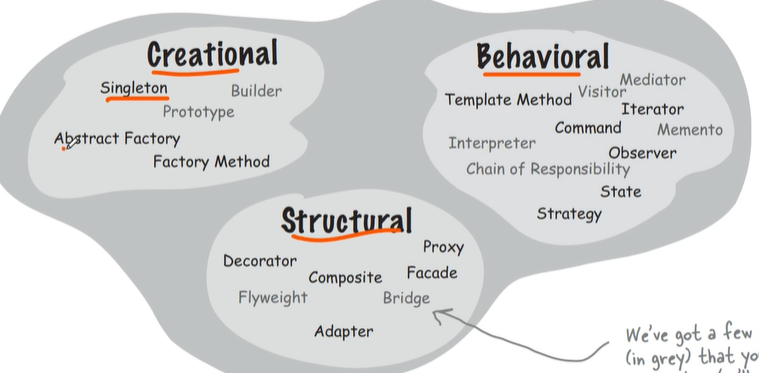 Creational
Singleton
Builder
Prototype
Abstract Factory
Factory Method
Behavioral
Mediator
Template Method
Visitor
Iterator
Command
Memento
Interpreter
Observer
Chain of Responsibility
State
Strategy
Structural
Proxy
Decorator
Composite
Facade
Flyweight
Bridge
Adapter
We've got a few
(in grey) that